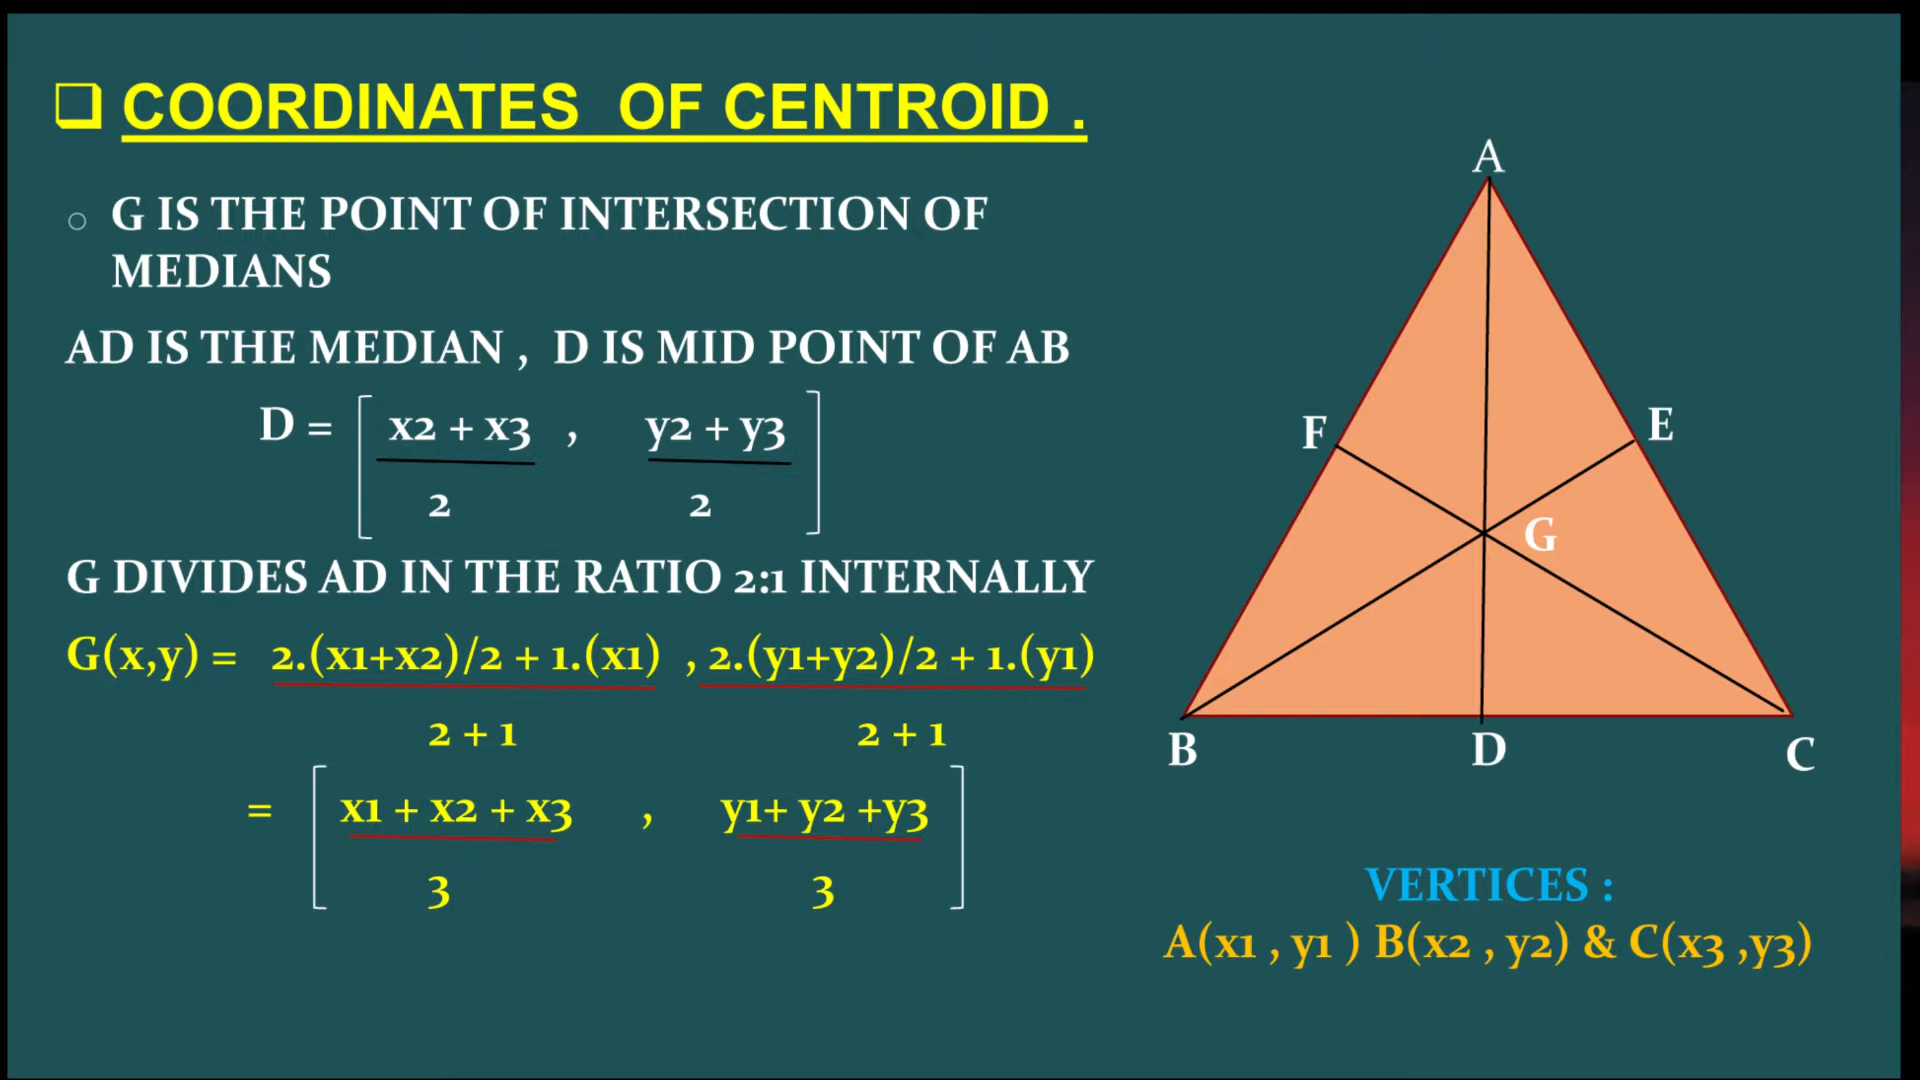 COORDINATES OF CENTROID .
G IS THE POINT OF INTERSECTION OF
MEDIANS
AD IS THE MEDIAN , D IS MID POINT OF AB
D = [ x2 + x3 , y2 + y3 ]
2 2
G DIVIDES AD IN THE RATIO 2:1 INTERNALLY
G(x,y) = 2.(x1+x2)/2 + 1.(x1) , 2.(y1+y2)/2 + 1.(y1)
2 + 1 2 + 1
= [ x1 + x2 + x3 , y1+ y2 +y3 ]
3 3
A
F
E
G
B
D
C
VERTICES :
A(x1 , y1 ) B(x2 , y2) & C(x3 ,y3)